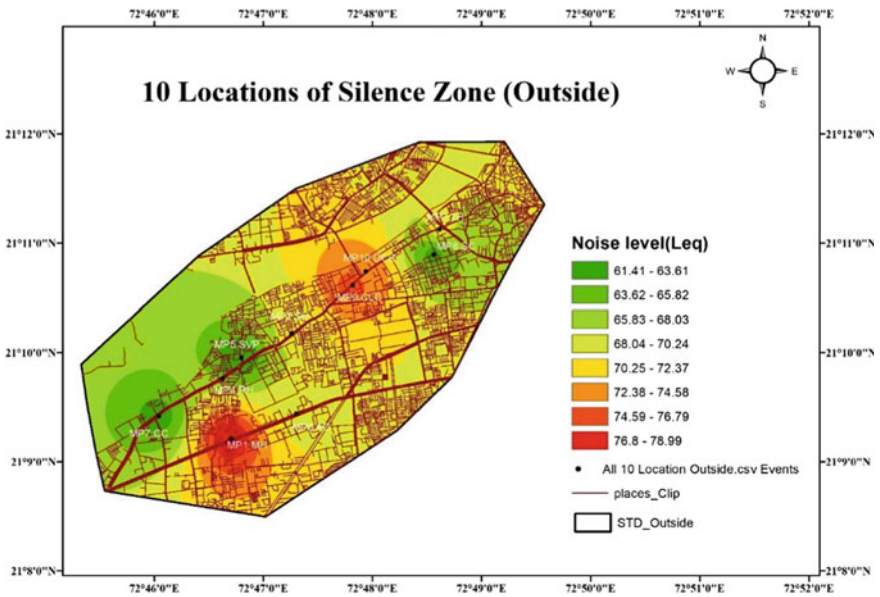 72°46'0"E 72°47'0"E 72°48'0"E 72°49'0"E 72°50'0"E 72°51'0"E 72°52'0"E
N
W E
S
10 Locations of Silence Zone (Outside)
21°12'0"N 21°12'0"N
21°11'0"N 21°11'0"N
21°10'0"N 21°10'0"N
21°9'0"N 21°9'0"N
21°8'0"N 21°8'0"N
MP5 SVP
MP7 CC
MP1 MH
Noise level(Leq)
61.41 - 63.61
63.62 - 65.82
65.83 - 68.03
68.04 - 70.24
70.25 - 72.37
72.38 - 74.58
74.59 - 76.79
76.8 - 78.99
All 10 Location Outside.csv Events
places_Clip
STD_Outside
72°46'0"E 72°47'0"E 72°48'0"E 72°49'0"E 72°50'0"E 72°51'0"E 72°52'0"E